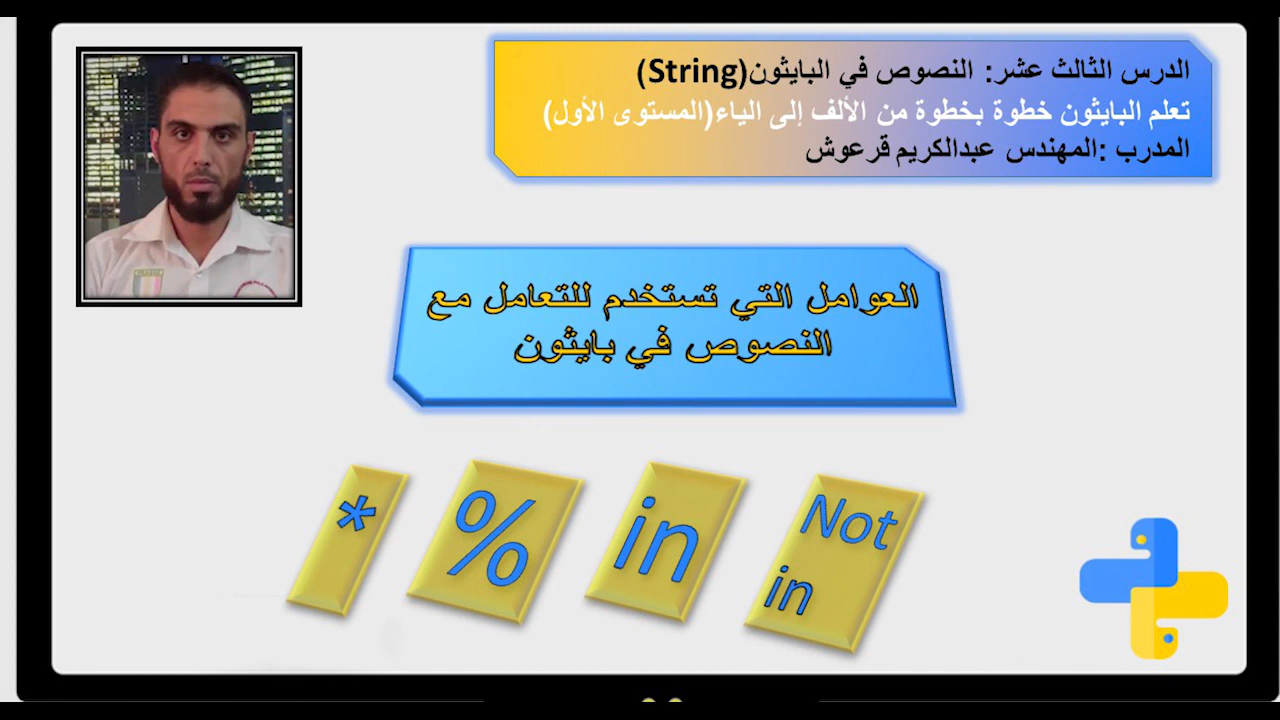 الدرس الثالث عشر: النصوص في البايثون(String)
تعلم البايثون خطوة بخطوة من الألف إلى الياء(المستوى الأول)
المدرب :المهندس عبدالكريم قرعوش
العوامل التي تستخدم للتعامل مع
النصوص في بايثون
* % in Not
in